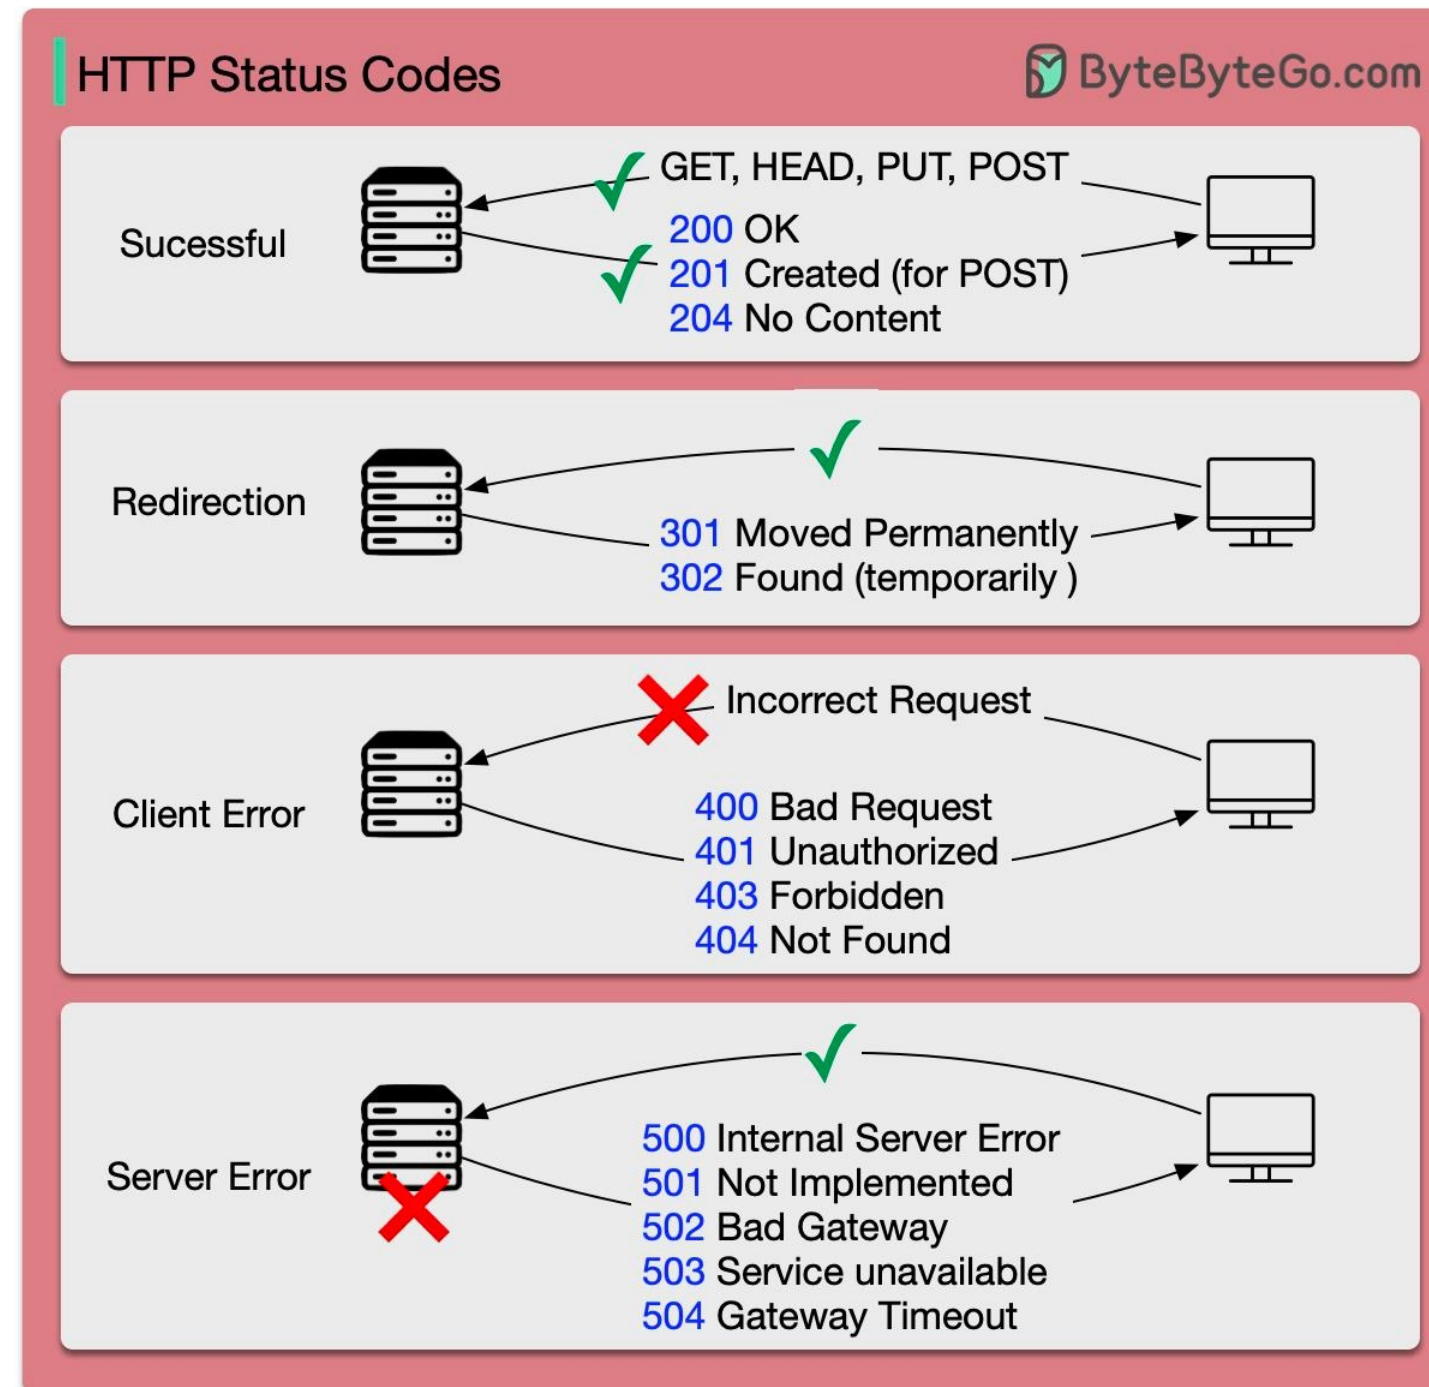 HTTP Status Codes
ByteByteGo.com
Sucessful
GET, HEAD, PUT, POST
200 OK
201 Created (for POST)
204 No Content
Redirection
301 Moved Permanently
302 Found (temporarily )
Client Error
Incorrect Request
400 Bad Request
401 Unauthorized
403 Forbidden
404 Not Found
Server Error
500 Internal Server Error
501 Not Implemented
502 Bad Gateway
503 Service unavailable
504 Gateway Timeout